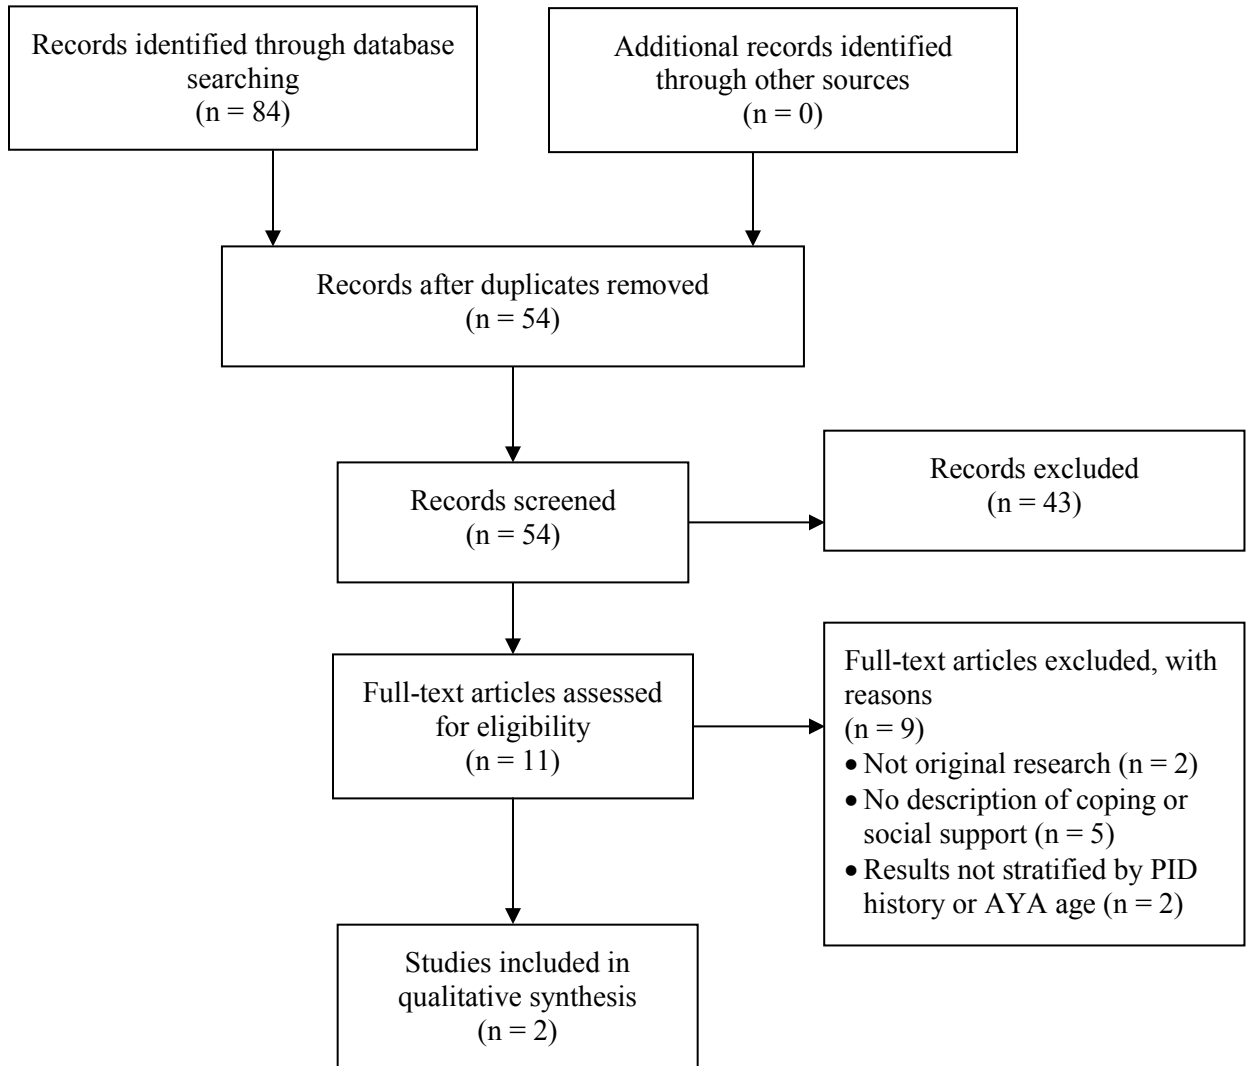 Records identified through database
searching
(n = 84)
Additional records identified
through other sources
(n = 0)
Records after duplicates removed
(n = 54)
Records screened
(n = 54)
Records excluded
(n = 43)
Full-text articles assessed
for eligibility
(n = 11)
Full-text articles excluded, with
reasons
(n = 9)
• Not original research (n = 2)
• No description of coping or
social support (n = 5)
• Results not stratified by PID
history or AYA age (n = 2)
Studies included in
qualitative synthesis
(n = 2)